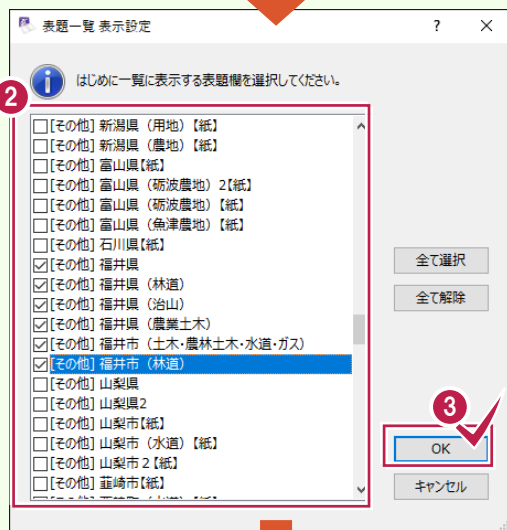 表題一覧 表示設定
? ×
はじめに一覧に表示する表題欄を選択してください。
2
[その他] 新潟県（用地）【紙】
[その他] 新潟県（農地）【紙】
[その他] 富山県【紙】
[その他] 富山県（砺波農地）2【紙】
[その他] 富山県（砺波農地）【紙】
[その他] 富山県（魚津農地）【紙】
[その他] 石川県【紙】
[その他] 福井県
[その他] 福井県（林道）
[その他] 福井県（治山）
[その他] 福井県（農業土木）
[その他] 福井市（土木・農林土木・水道・ガス）
[その他] 福井市（林道）
[その他] 山梨県
[その他] 山梨県2
[その他] 山梨市【紙】
[その他] 山梨市（水道）【紙】
[その他] 山梨市２【紙】
[その他] 韮崎市【紙】
全て選択
全て解除
3
OK
キャンセル